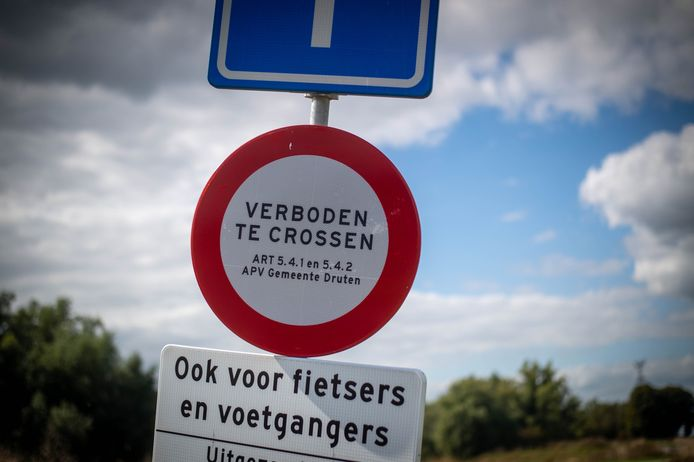 VERBODEN
TE CROSSEN
ART 5.4.1 en 5.4.2
APV Gemeente Druten
Ook voor fietsers
en voetgangers